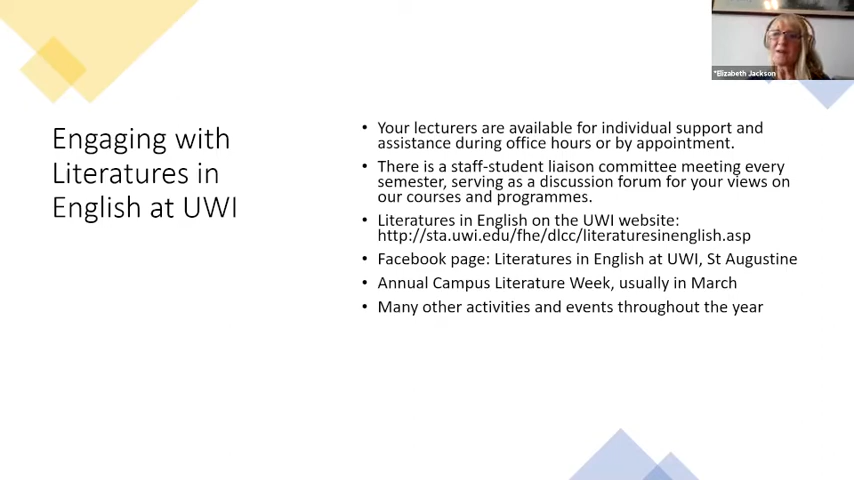 *Elizabeth Jackson
Engaging with
Literatures in
English at UWI
• Your lecturers are available for individual support and
assistance during office hours or by appointment.
• There is a staff-student liaison committee meeting every
semester, serving as a discussion forum for your views on
our courses and programmes.
• Literatures in English on the UWI website:
http://sta.uwi.edu/fhe/dlcc/literaturesinenglish.asp
• Facebook page: Literatures in English at UWI, St Augustine
• Annual Campus Literature Week, usually in March
• Many other activities and events throughout the year